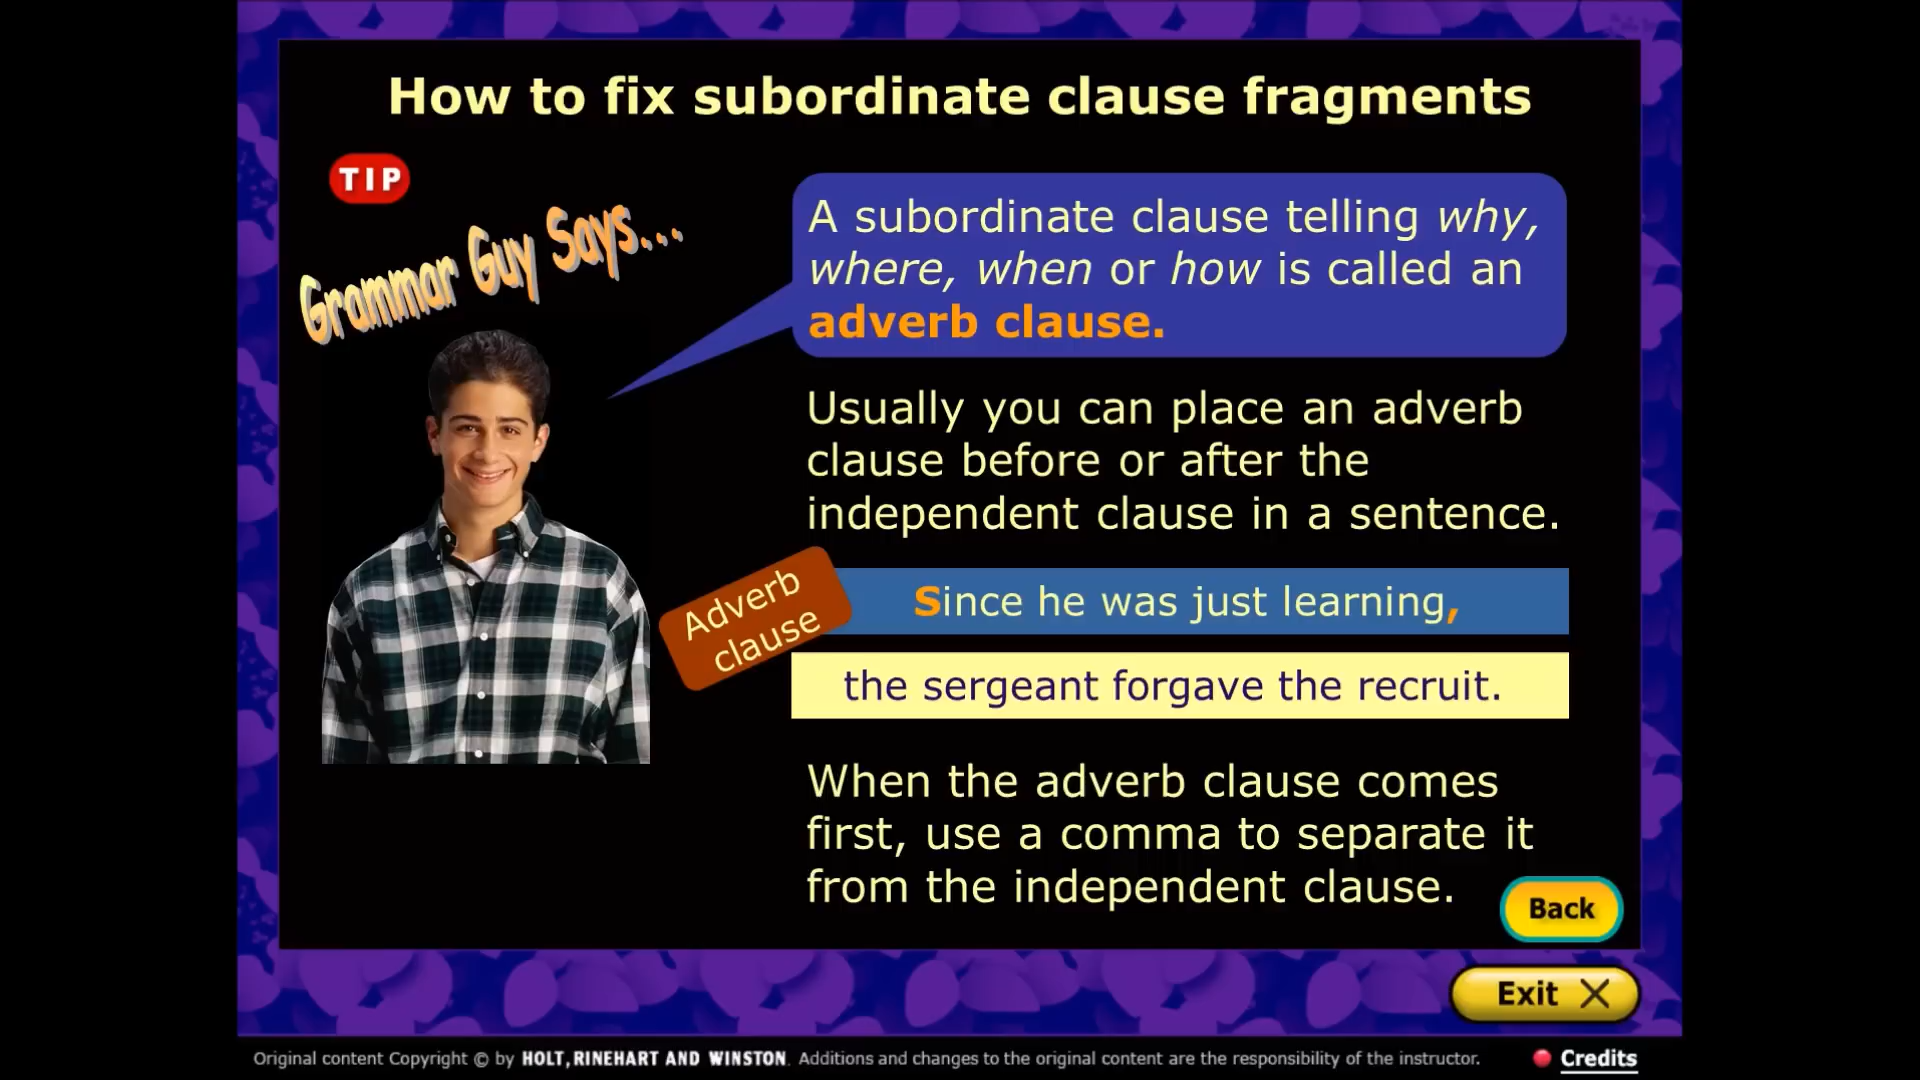 How to fix subordinate clause fragments
TIP
Grammar Guy Says...
A subordinate clause telling why,
where, when or how is called an
adverb clause.
Usually you can place an adverb
clause before or after the
independent clause in a sentence.
Adverb
clause
Since he was just learning,
the sergeant forgave the recruit.
When the adverb clause comes
first, use a comma to separate it
from the independent clause.
Back
Exit
Original content Copyright © by HOLT, RINEHART AND WINSTON. Additions and changes to the original content are the responsibility of the instructor.
Credits